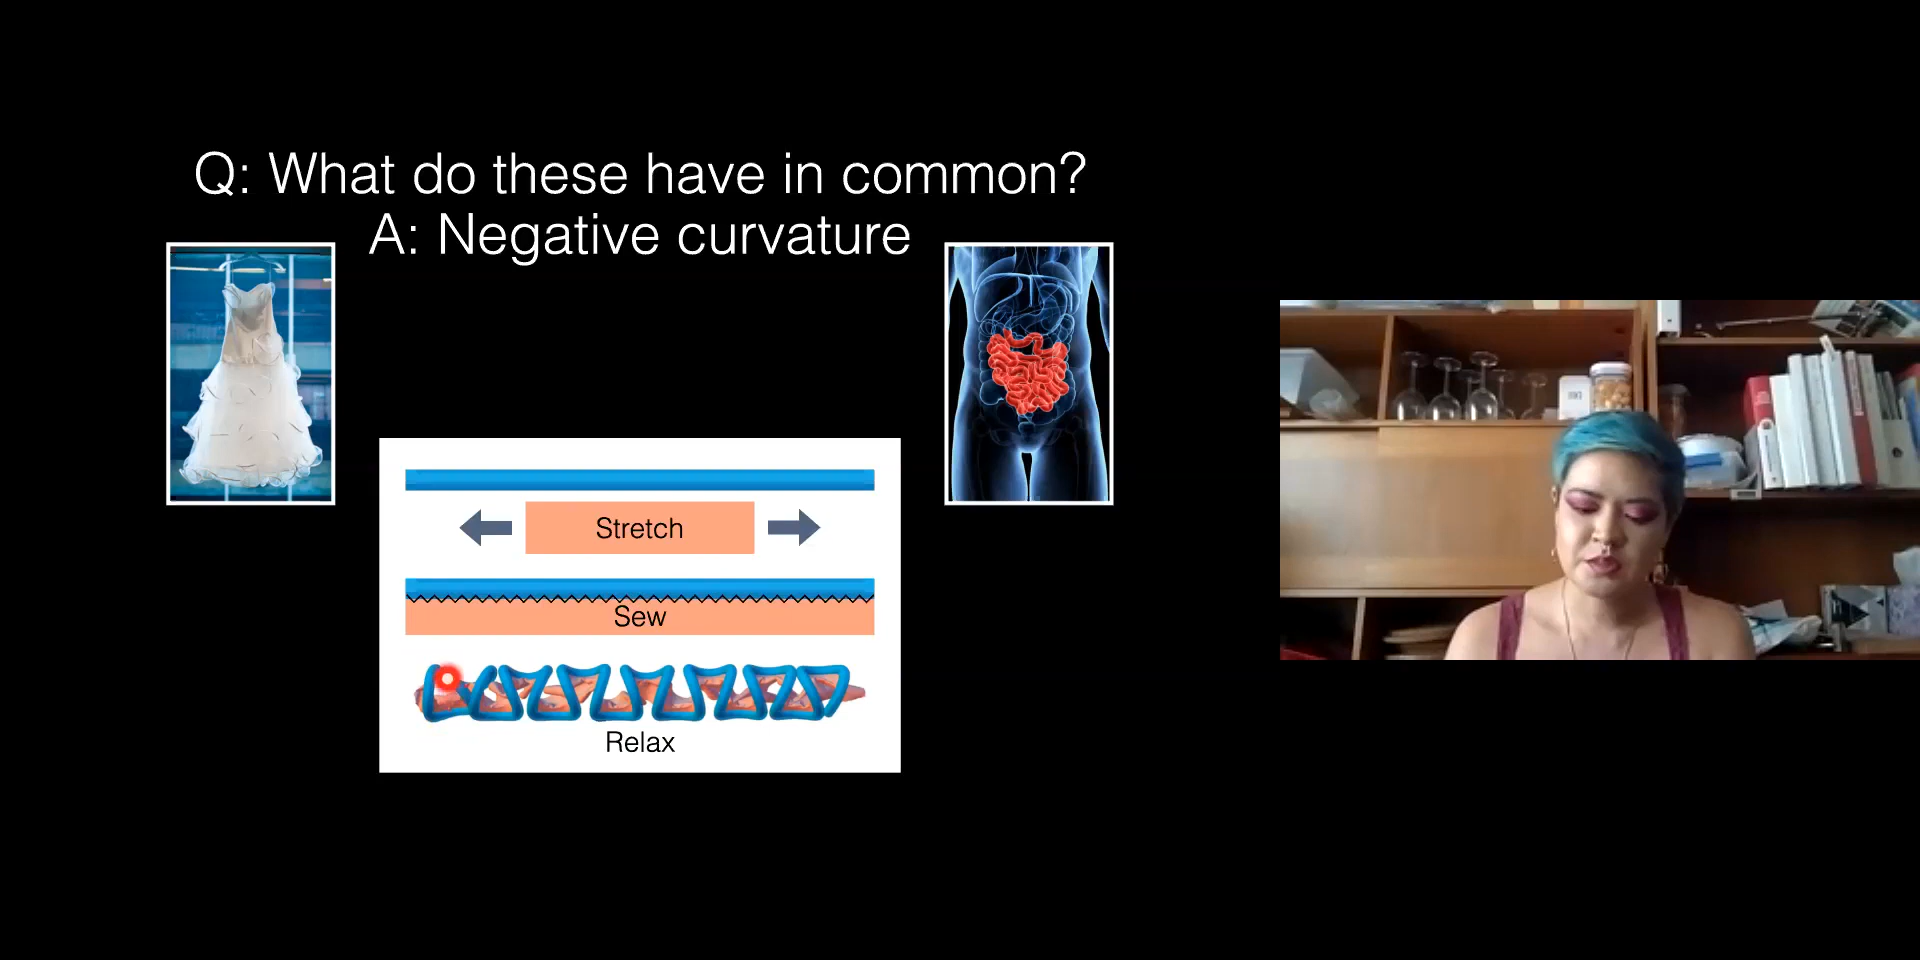 Q: What do these have in common?
A: Negative curvature
Stretch
Sew
Relax